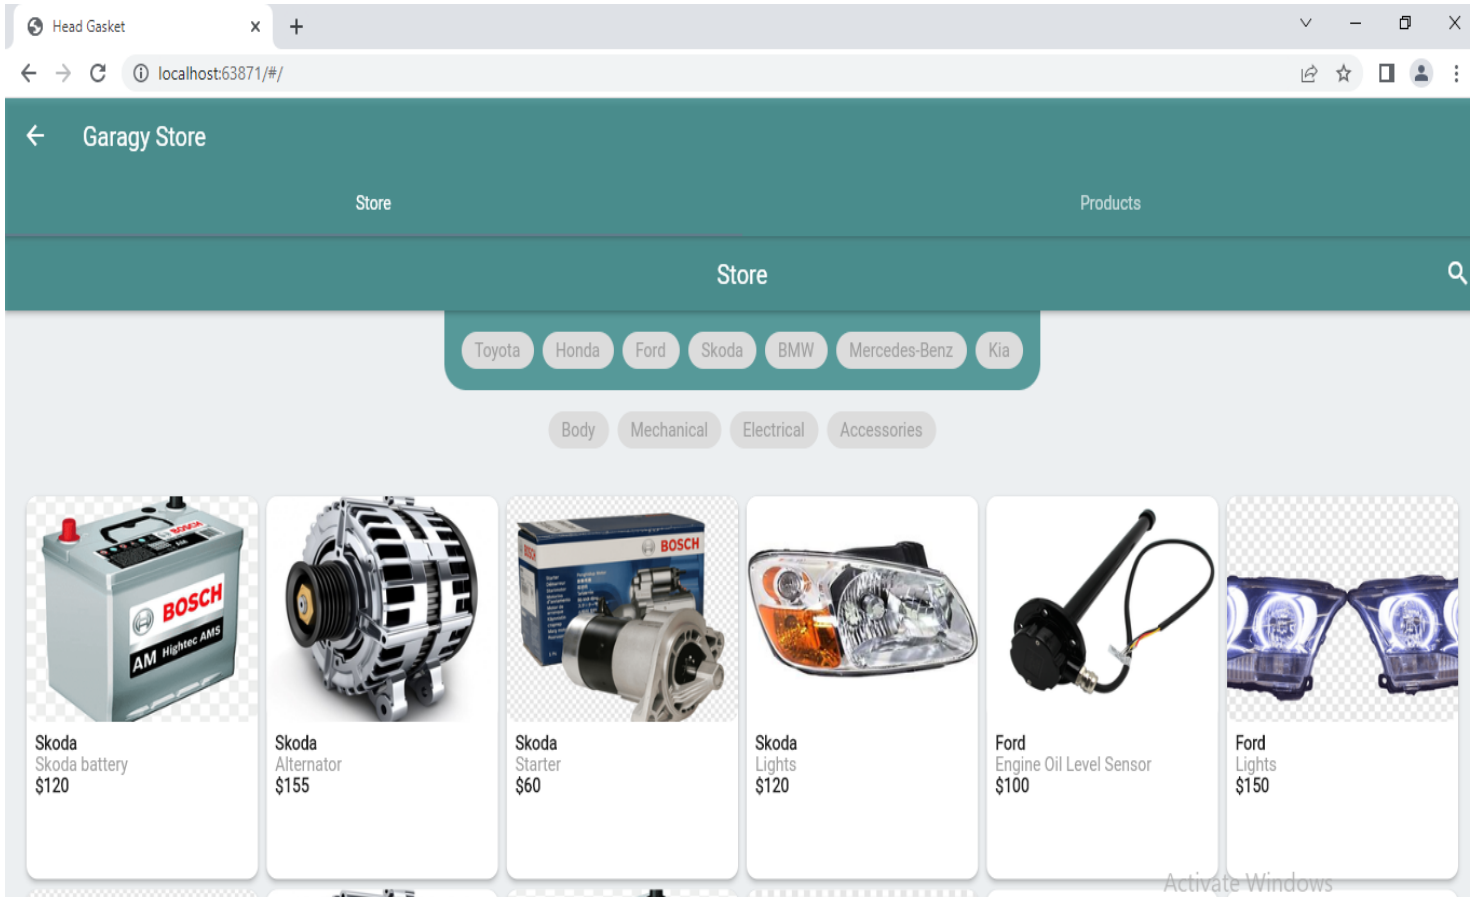 Head Gasket
localhost:63871/#/
Garagy Store
Store
Products
Store
Toyota Honda Ford Skoda BMW Mercedes-Benz Kia
Body Mechanical Electrical Accessories
BOSCH
BOSCH
AM Hightec AMS
BOSCH
BOSCH
Skoda
Skoda battery
$120
Skoda
Alternator
$155
Skoda
Starter
$60
Skoda
Lights
$120
Ford
Engine Oil Level Sensor
$100
Ford
Lights
$150
Activate Windows